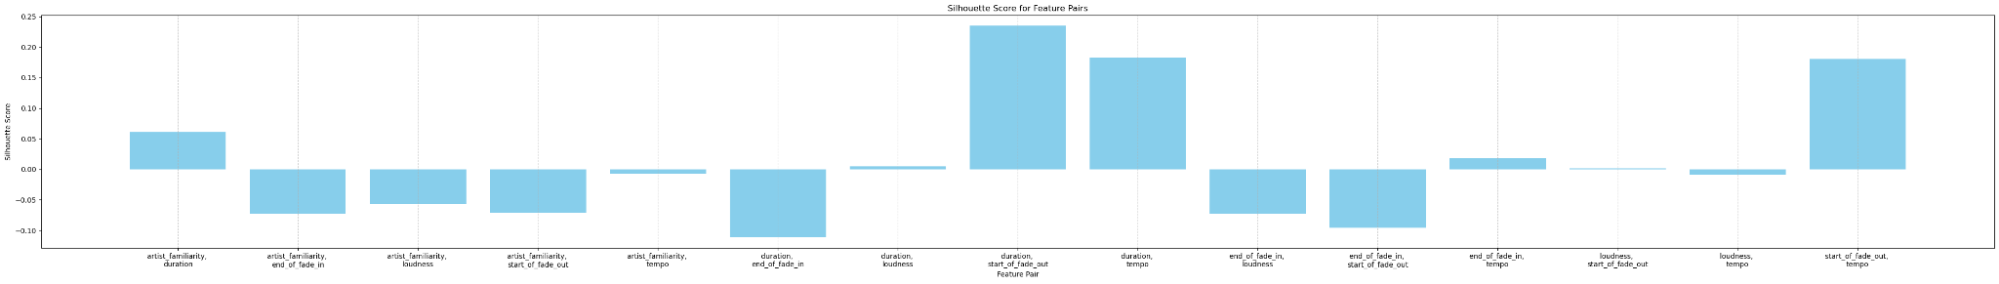 Silhouette Score for Feature Pairs
0.25
0.20
0.15
0.10
0.05
0.00
−0.05
−0.10
Silhouette Score
artist_familiarity,
duration
artist_familiarity,
end_of_fade_in
artist_familiarity,
loudness
artist_familiarity,
start_of_fade_out
artist_familiarity,
tempo
duration,
end_of_fade_in
duration,
loudness
duration,
start_of_fade_out
duration,
tempo
end_of_fade_in,
loudness
end_of_fade_in,
start_of_fade_out
end_of_fade_in,
tempo
loudness,
start_of_fade_out
loudness,
tempo
start_of_fade_out,
tempo
Feature Pair